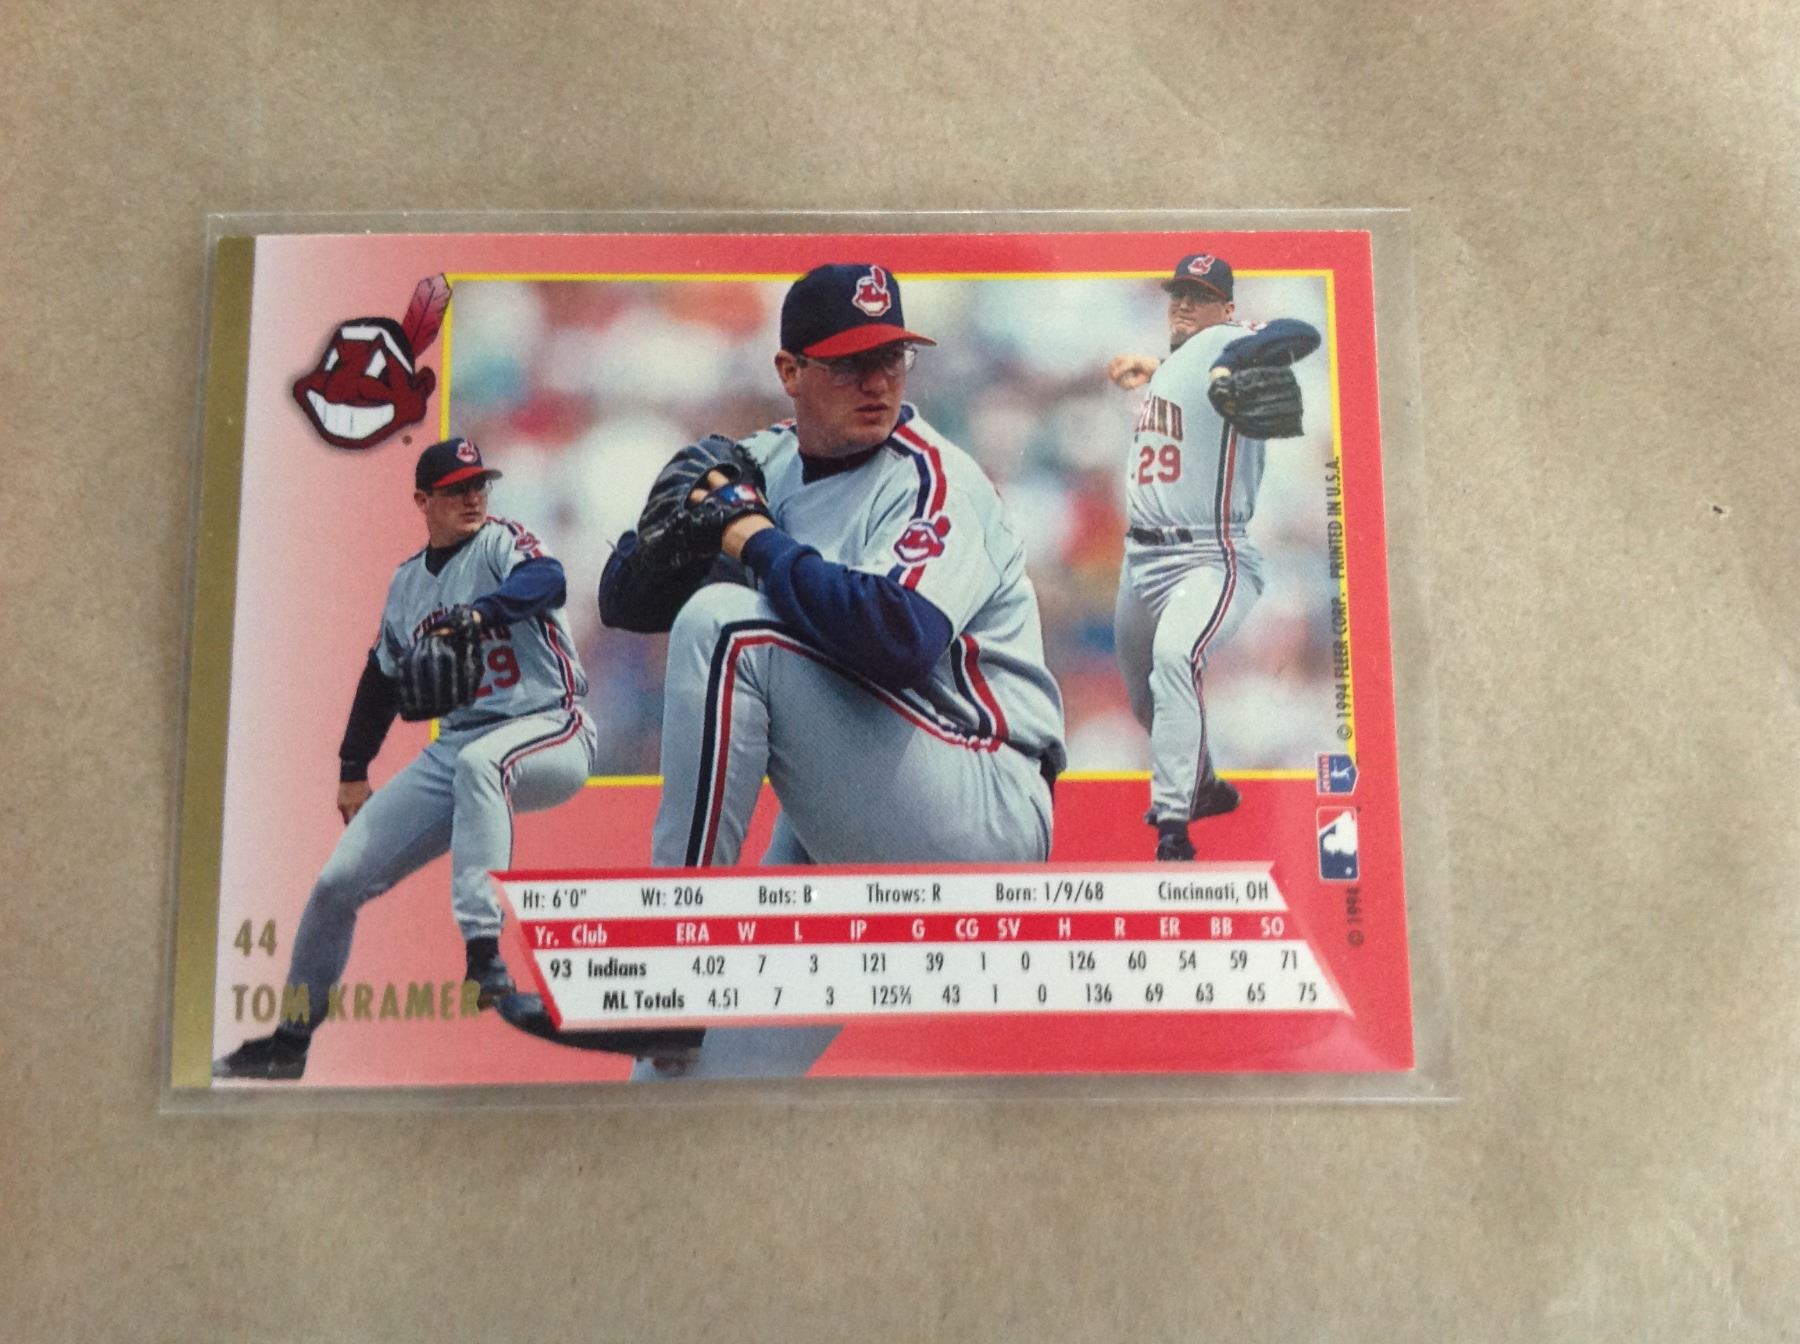 29
29
© 1994 FLEER CORP. PRINTED IN U.S.A.
© 1994
44
TOM KRAMER
Ht: 6'0" Wt: 206 Bats: B Throws: R Born: 1/9/68 Cincinnati, OH
Yr. Club ERA W L IP G CG SV H R ER BB SO
93 Indians 4.02 7 3 121 39 1 0 126 60 54 59 71
ML Totals 4.51 7 3 125⅔ 43 1 0 136 69 63 65 75